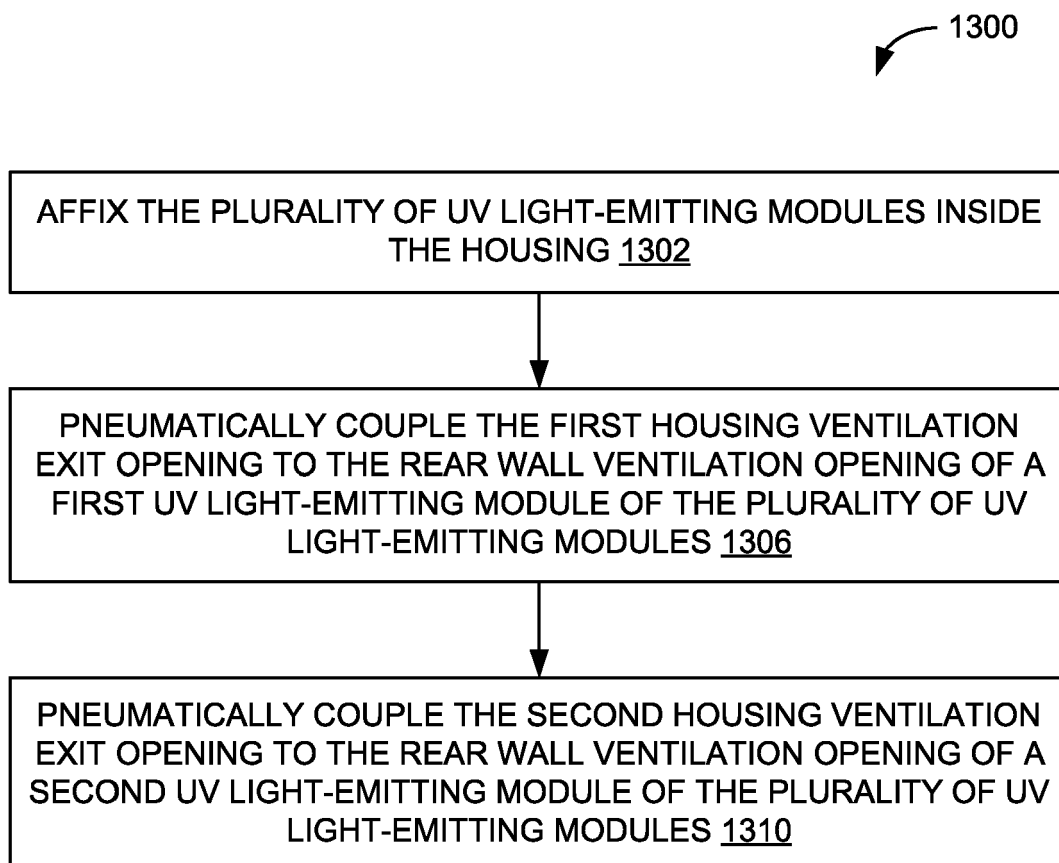 1300
AFFIX THE PLURALITY OF UV LIGHT-EMITTING MODULES INSIDE
THE HOUSING 1302
PNEUMATICALLY COUPLE THE FIRST HOUSING VENTILATION
EXIT OPENING TO THE REAR WALL VENTILATION OPENING OF A
FIRST UV LIGHT-EMITTING MODULE OF THE PLURALITY OF UV
LIGHT-EMITTING MODULES 1306
PNEUMATICALLY COUPLE THE SECOND HOUSING VENTILATION
EXIT OPENING TO THE REAR WALL VENTILATION OPENING OF A
SECOND UV LIGHT-EMITTING MODULE OF THE PLURALITY OF UV
LIGHT-EMITTING MODULES 1310